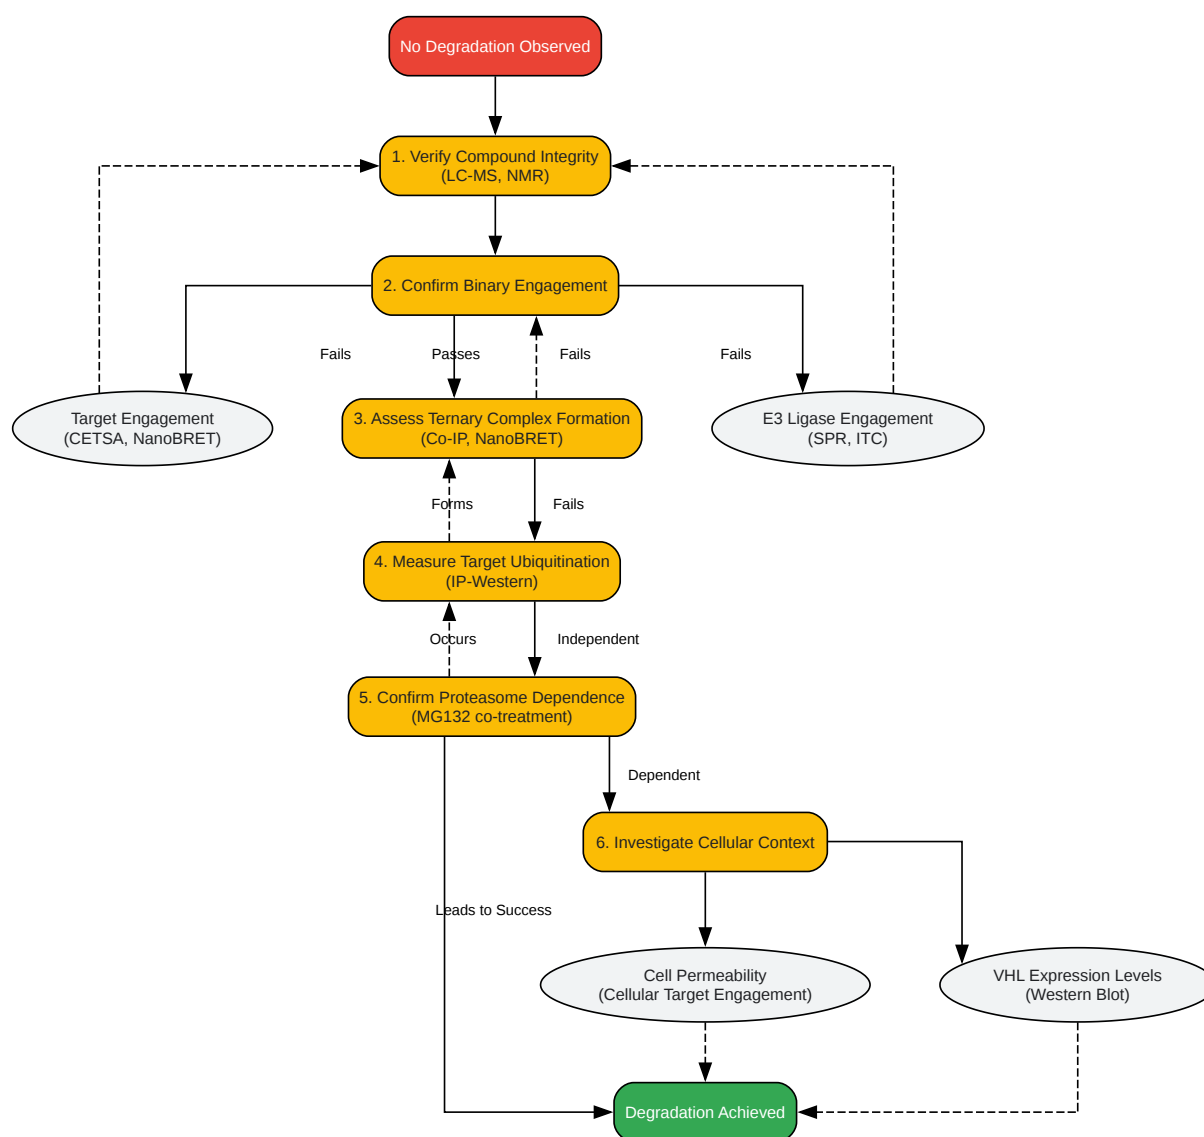 No Degradation Observed
1. Verify Compound Integrity
(LC-MS, NMR)
2. Confirm Binary Engagement
Fails
Passes
Fails
Fails
Target Engagement
(CETSA, NanoBRET)
3. Assess Ternary Complex Formation
(Co-IP, NanoBRET)
E3 Ligase Engagement
(SPR, ITC)
Forms
Fails
4. Measure Target Ubiquitination
(IP-Western)
Occurs
Independent
5. Confirm Proteasome Dependence
(MG132 co-treatment)
Dependent
6. Investigate Cellular Context
Leads to Success
Cell Permeability
(Cellular Target Engagement)
VHL Expression Levels
(Western Blot)
Degradation Achieved